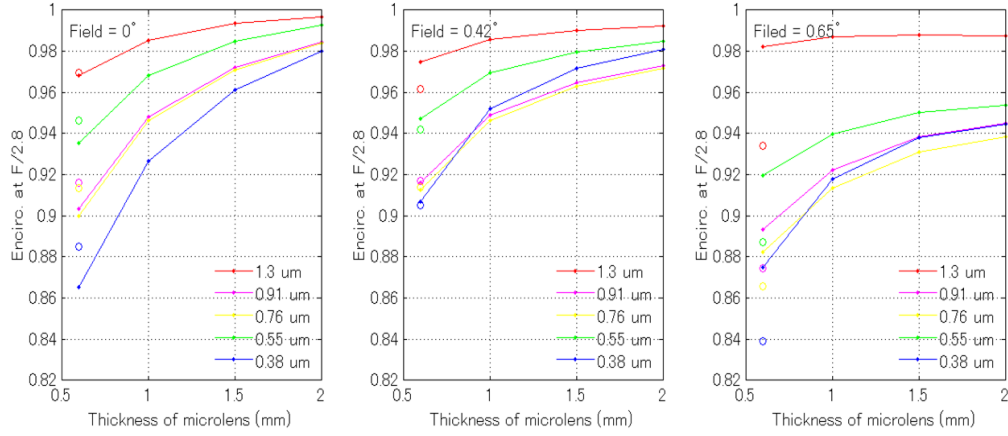 Field = 0°
Encirc. at F/2.8
1
0.98
0.96
0.94
0.92
0.9
0.88
0.86
0.84
0.82
0.5
1
1.5
2
Thickness of microlens (mm)
1.3 um
0.91 um
0.76 um
0.55 um
0.38 um
Field = 0.42°
Encirc. at F/2.8
1
0.98
0.96
0.94
0.92
0.9
0.88
0.86
0.84
0.82
0.5
1
1.5
2
Thickness of microlens (mm)
1.3 um
0.91 um
0.76 um
0.55 um
0.38 um
Filed = 0.65°
Encirc. at F/2.8
1
0.98
0.96
0.94
0.92
0.9
0.88
0.86
0.84
0.82
0.5
1
1.5
2
Thickness of microlens (mm)
1.3 um
0.91 um
0.76 um
0.55 um
0.38 um